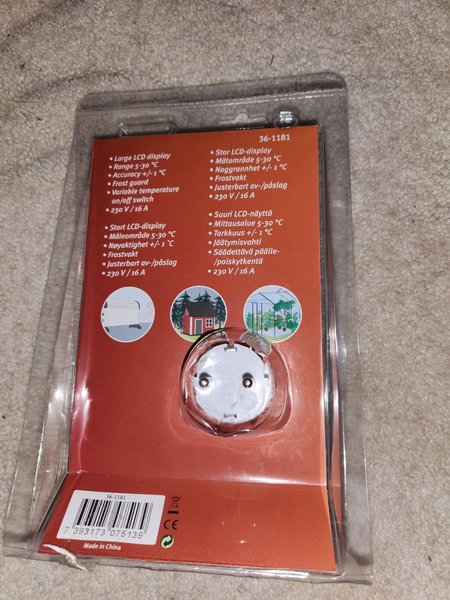 36-1181
• Large LCD display
• Range 5-30 °C
• Accuracy +/- 1 °C
• Frost guard
• Variable temperature
on/off switch
• 230 V / 16 A
• Stor LCD-display
• Mätområde 5-30 °C
• Noggrannhet +/- 1 °C
• Frostvakt
• Justerbart av-/påslag
• 230 V / 16 A
• Stort LCD-display
• Måleområde 5-30 °C
• Nøyaktighet +/- 1 °C
• Frostvakt
• Justerbart av-/påslag
• 230 V / 16 A
• Suuri LCD-näyttö
• Mittausalue 5-30 °C
• Tarkkuus +/- 1 °C
• Jäätymisvahti
• Säädettävä päälle-
/poiskytkentä
• 230 V / 16 A
36-1181
7 393173 075139
Made in China
CE